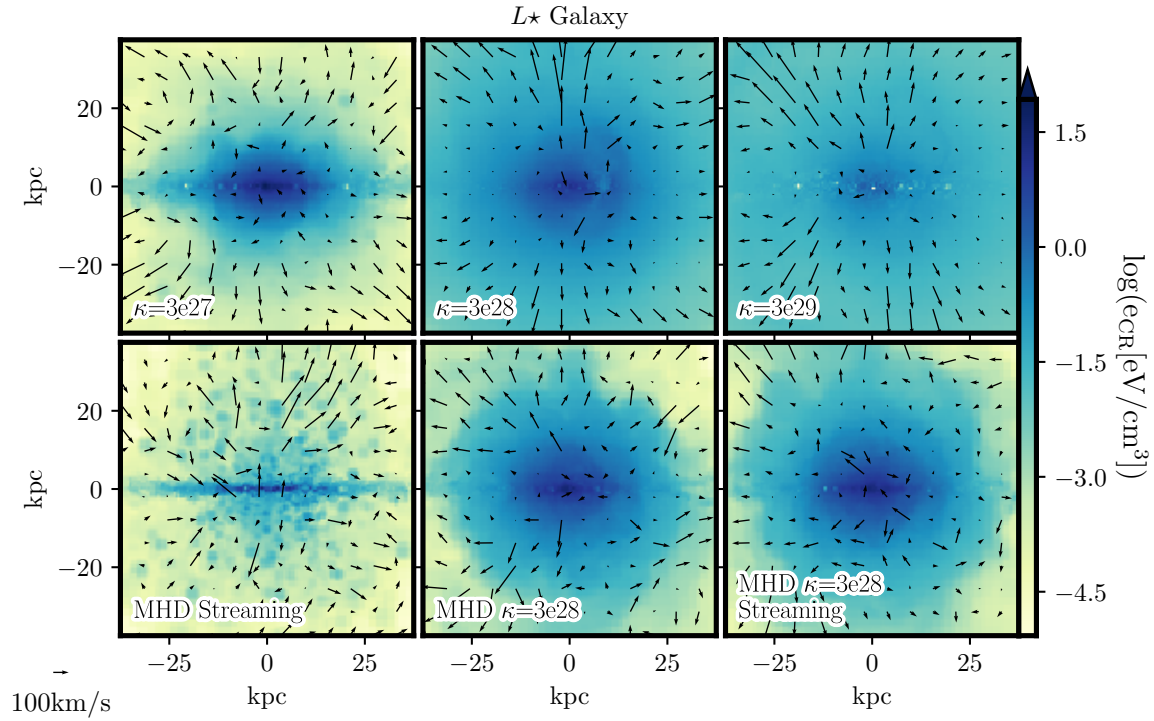 L⋆ Galaxy
kpc
20
0
−20
κ=3e27
κ=3e28
κ=3e29
kpc
20
0
−20
MHD Streaming
MHD κ=3e28
MHD κ=3e28
Streaming
−25 0 25
−25 0 25
−25 0 25
kpc
kpc
kpc
100km/s
1.5
0.0
−1.5
−3.0
−4.5
log(eCR[eV/cm³])